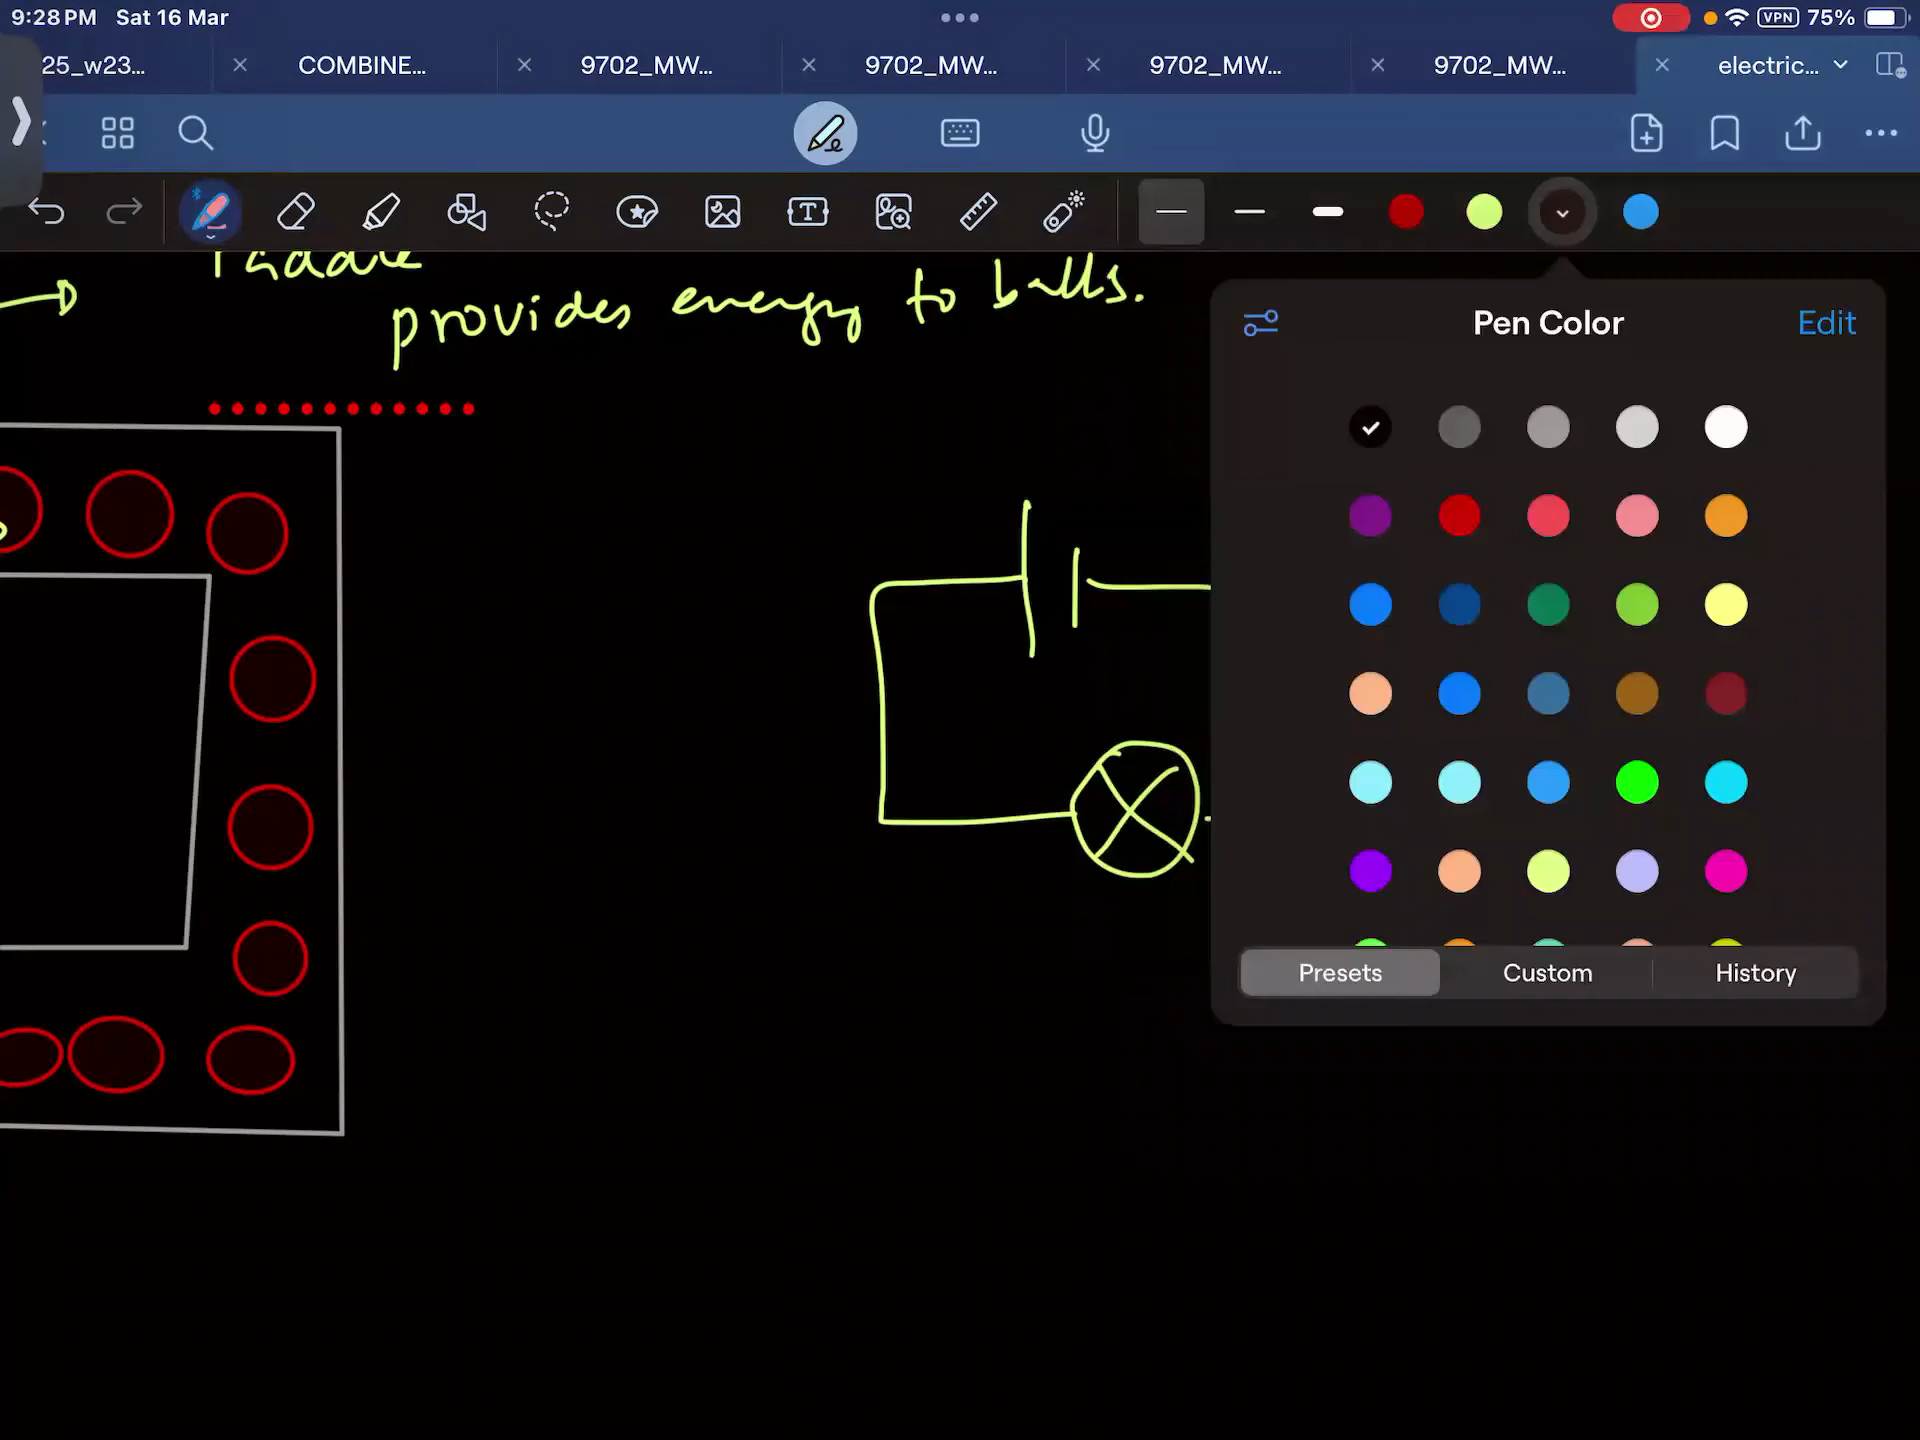 9:28 PM Sat 16 Mar
VPN 75%
25_w23...
COMBINE...
9702_MW...
9702_MW...
9702_MW...
9702_MW...
electric...
provides energy to balls.
Pen Color
Edit
Presets
Custom
History